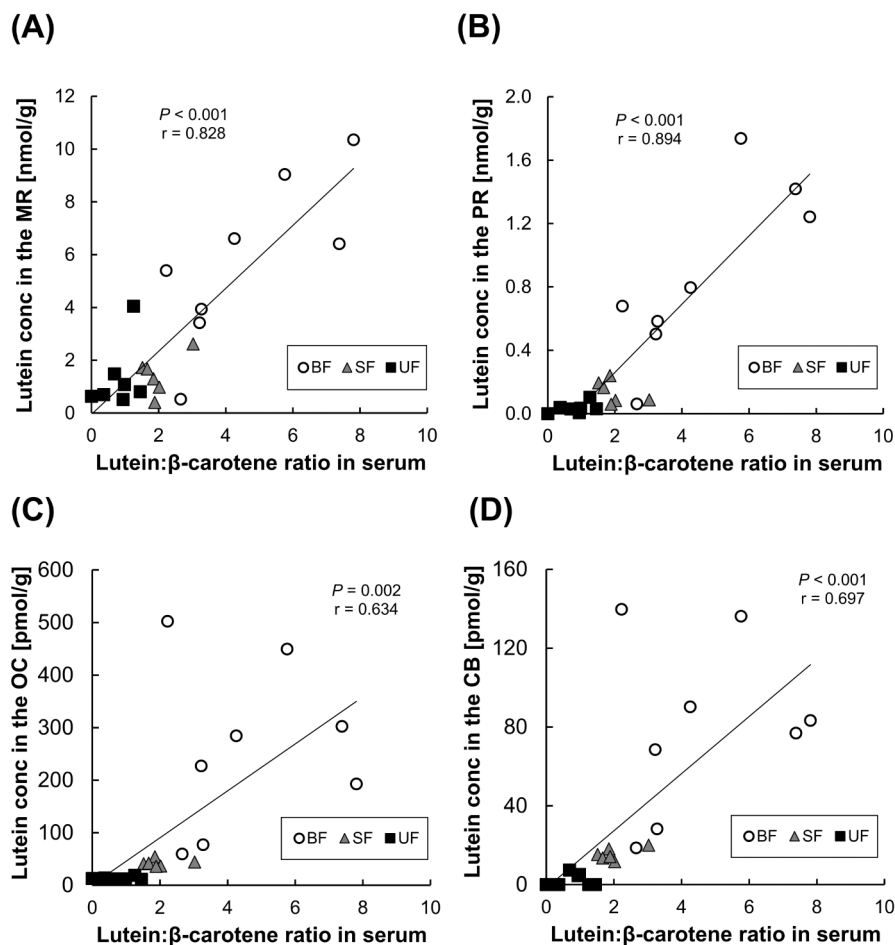 (A)
Lutein conc in the MR [nmol/g]
12
10
8
6
4
2
0
P < 0.001
r = 0.828
BF SF UF
0 2 4 6 8 10
Lutein:β-carotene ratio in serum
(B)
Lutein conc in the PR [nmol/g]
2.0
1.6
1.2
0.8
0.4
0.0
P < 0.001
r = 0.894
BF SF UF
0 2 4 6 8 10
Lutein:β-carotene ratio in serum
(C)
Lutein conc in the OC [pmol/g]
600
500
400
300
200
100
0
P = 0.002
r = 0.634
BF SF UF
0 2 4 6 8 10
Lutein:β-carotene ratio in serum
(D)
Lutein conc in the CB [pmol/g]
160
120
80
40
0
P < 0.001
r = 0.697
BF SF UF
0 2 4 6 8 10
Lutein:β-carotene ratio in serum